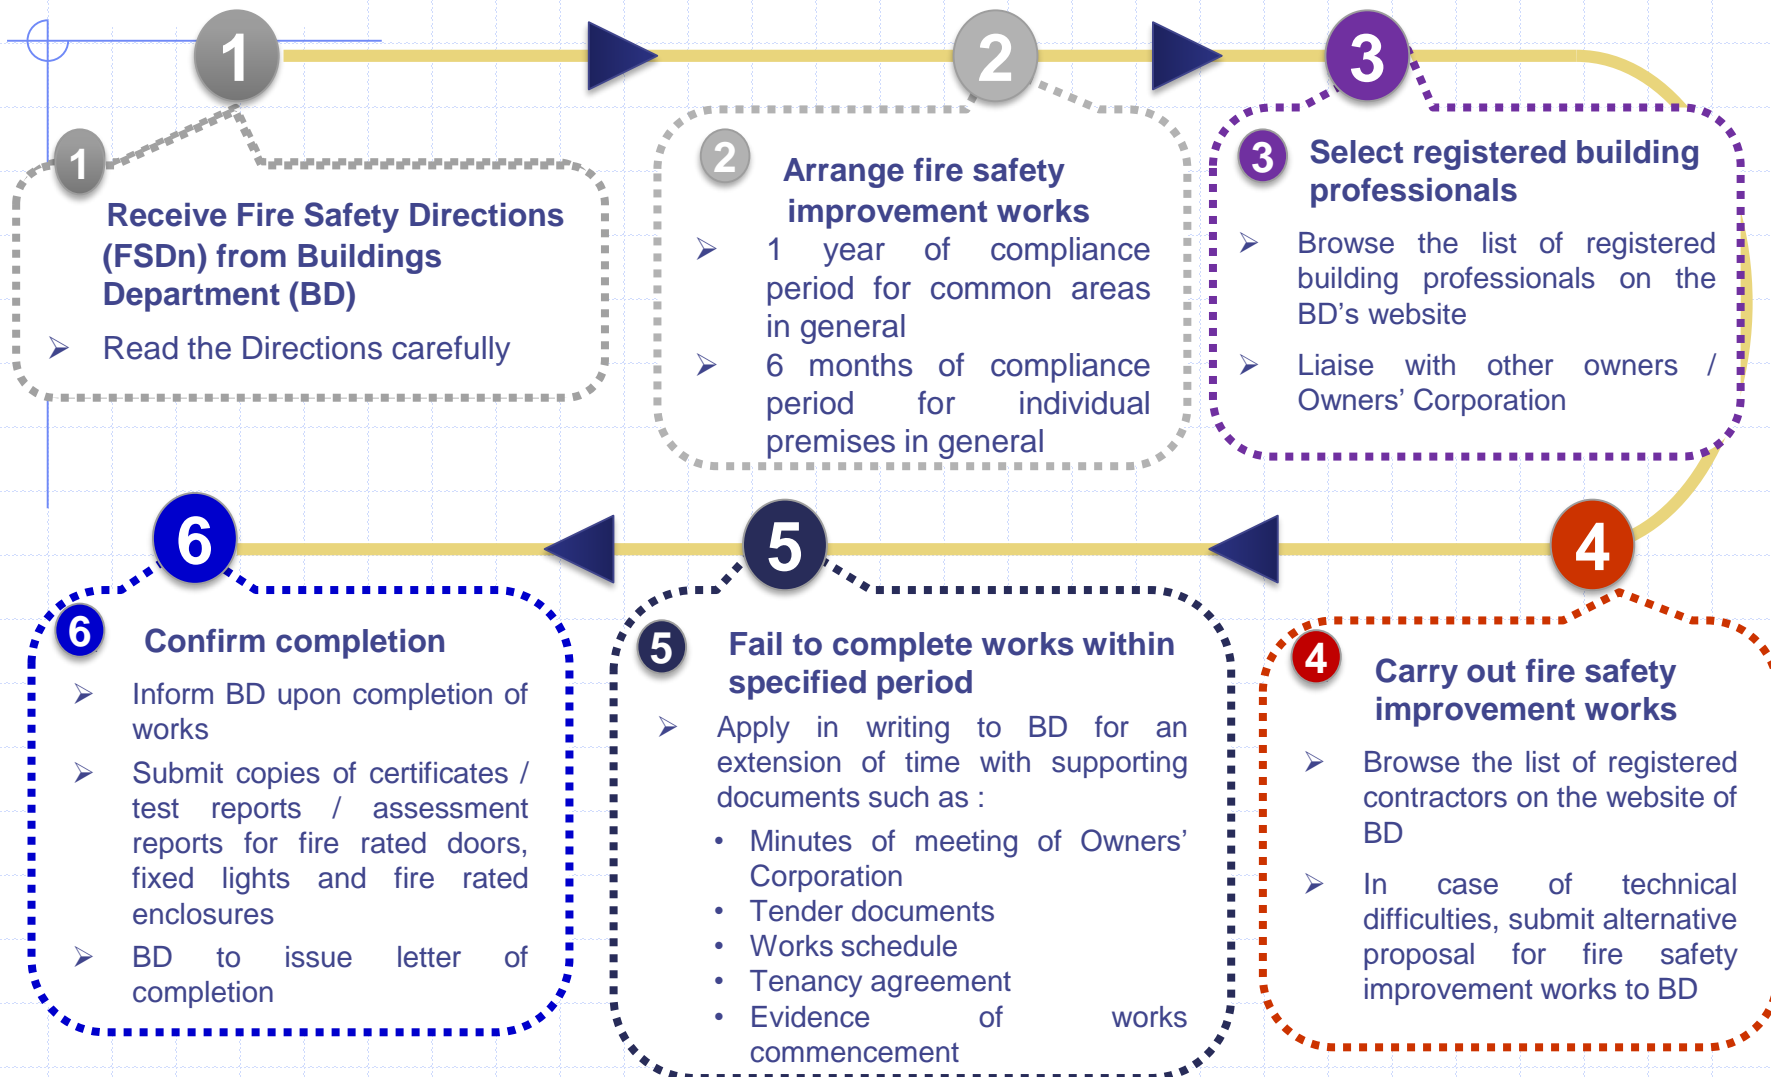 1
2
3
1
Receive Fire Safety Directions
(FSDn) from Buildings
Department (BD)
➢ Read the Directions carefully
2
Arrange fire safety
improvement works
➢ 1 year of compliance
period for common areas
in general
➢ 6 months of compliance
period for individual
premises in general
3
Select registered building
professionals
➢ Browse the list of registered
building professionals on the
BD's website
➢ Liaise with other owners /
Owners' Corporation
4
4
Carry out fire safety
improvement works
➢ Browse the list of registered
contractors on the website of
BD
➢ In case of technical
difficulties, submit alternative
proposal for fire safety
improvement works to BD
5
5
Fail to complete works within
specified period
➢ Apply in writing to BD for an
extension of time with supporting
documents such as :
• Minutes of meeting of Owners'
Corporation
• Tender documents
• Works schedule
• Tenancy agreement
• Evidence of works
commencement
6
6
Confirm completion
➢ Inform BD upon completion of
works
➢ Submit copies of certificates /
test reports / assessment
reports for fire rated doors,
fixed lights and fire rated
enclosures
➢ BD to issue letter of
completion